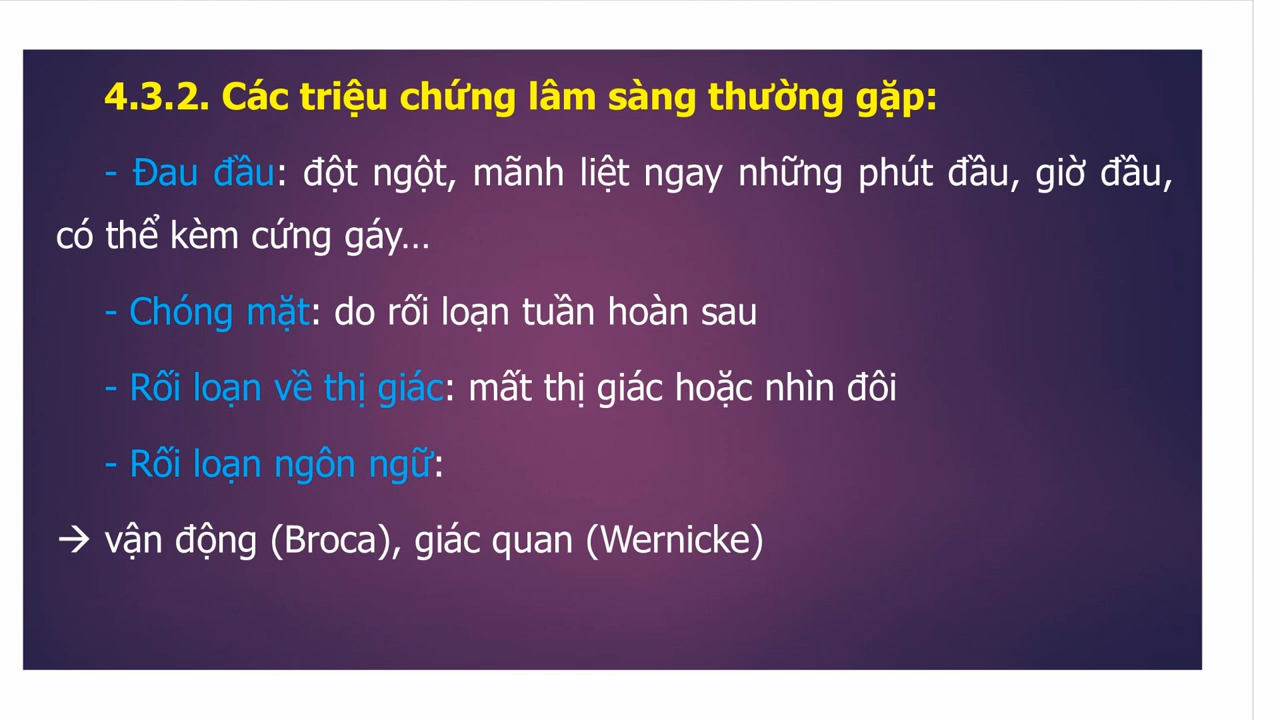 4.3.2. Các triệu chứng lâm sàng thường gặp:
- Đau đầu: đột ngột, mãnh liệt ngay những phút đầu, giờ đầu,
có thể kèm cứng gáy...
- Chóng mặt: do rối loạn tuần hoàn sau
- Rối loạn về thị giác: mất thị giác hoặc nhìn đôi
- Rối loạn ngôn ngữ:
→ vận động (Broca), giác quan (Wernicke)